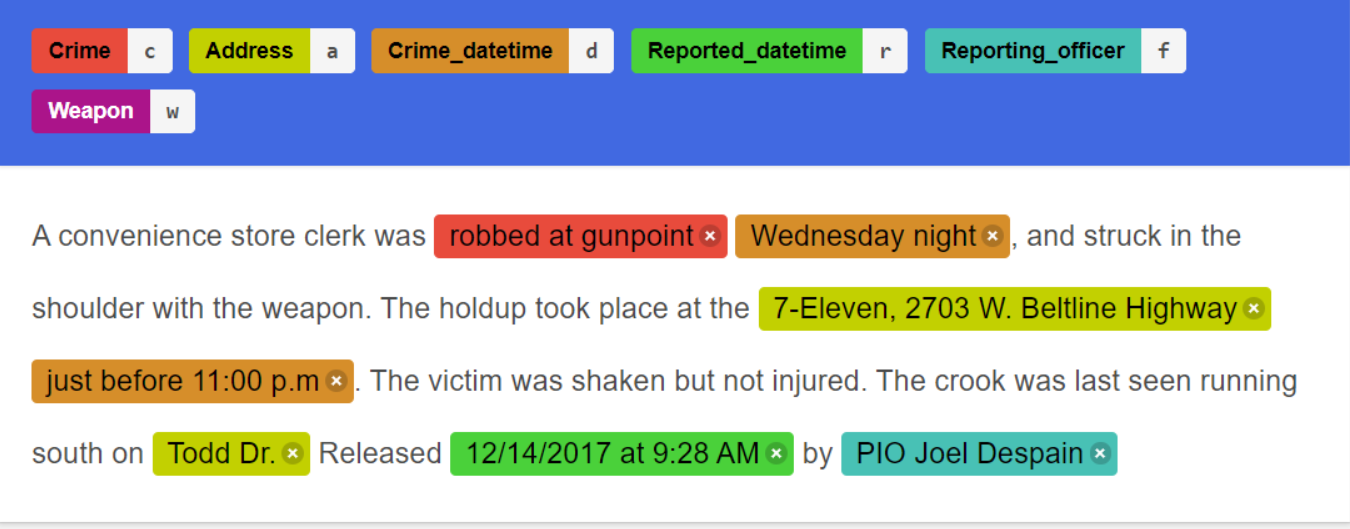 Crime c Address a Crime_datetime d Reported_datetime r Reporting_officer f
Weapon w
A convenience store clerk was robbed at gunpoint Wednesday night, and struck in the
shoulder with the weapon. The holdup took place at the 7-Eleven, 2703 W. Beltline Highway
just before 11:00 p.m. The victim was shaken but not injured. The crook was last seen running
south on Todd Dr. Released 12/14/2017 at 9:28 AM by PIO Joel Despain